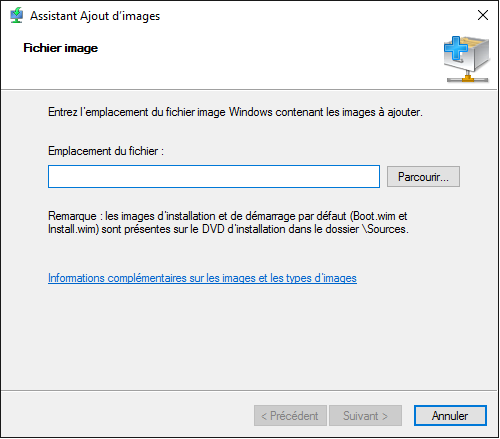 Assistant Ajout d'images
Fichier image
Entrez l'emplacement du fichier image Windows contenant les images à ajouter.
Emplacement du fichier :
Parcourir...
Remarque : les images d'installation et de démarrage par défaut (Boot.wim et
Install.wim) sont présentes sur le DVD d'installation dans le dossier \Sources.
Informations complémentaires sur les images et les types d'images
< Précédent
Suivant >
Annuler